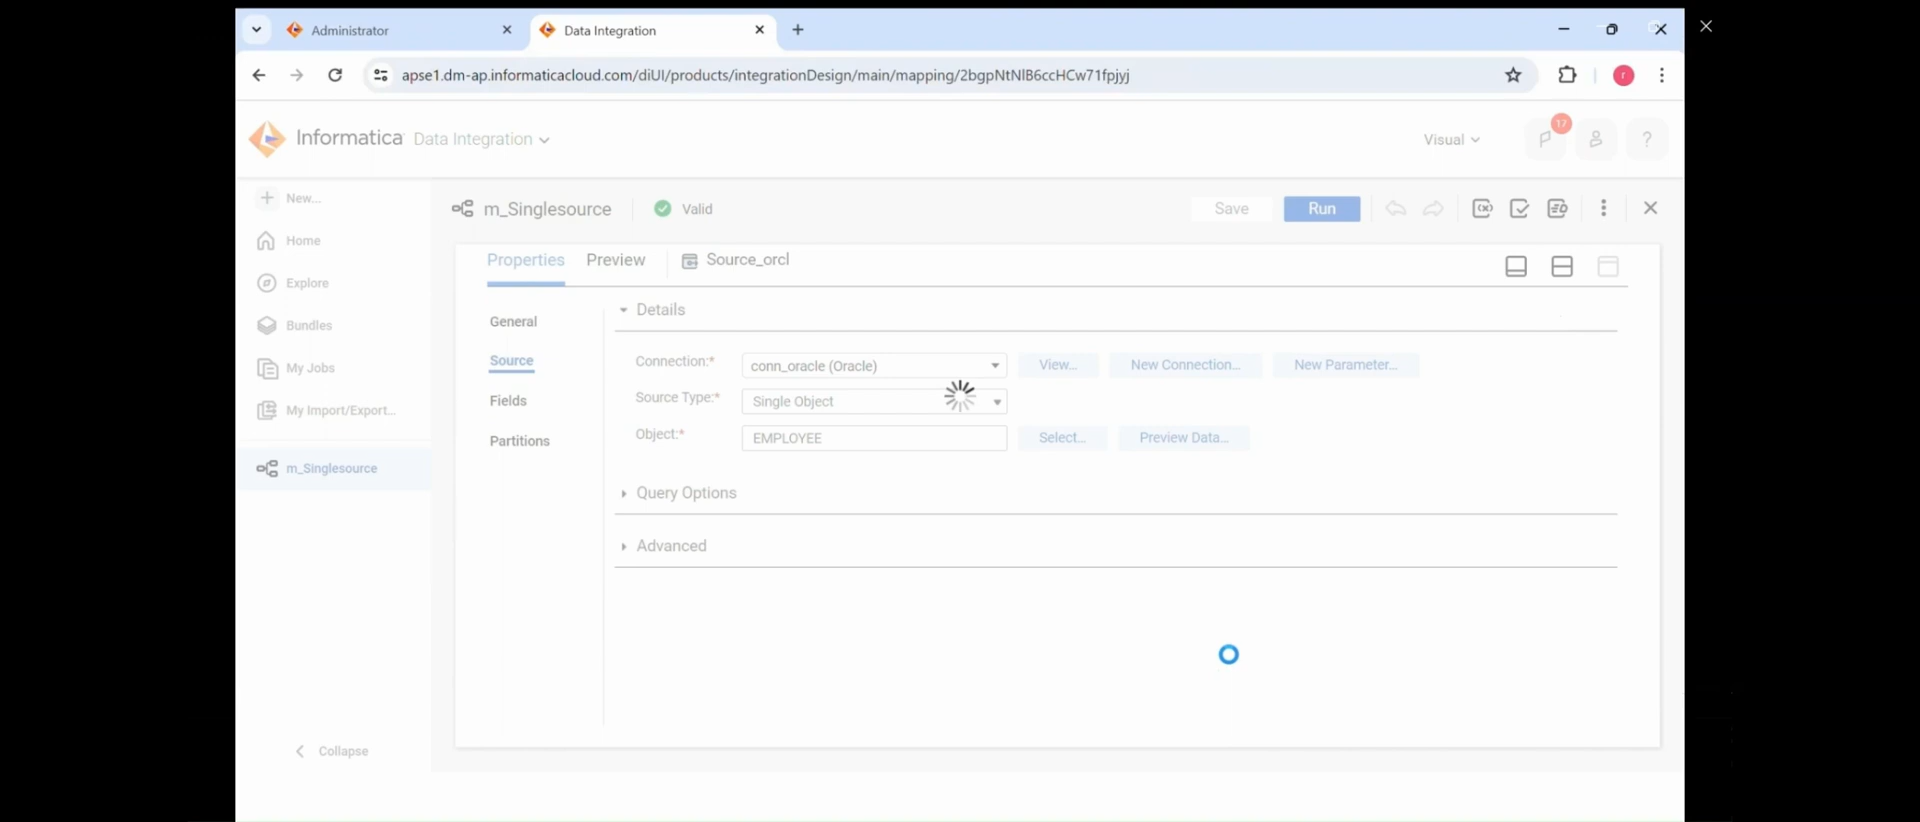 Administrator
Data Integration
apse1.dm-ap.informaticacloud.com/diUI/products/integrationDesign/main/mapping/2bgpNtNlB6ccHCw71fpjyj
r
Informatica Data Integration
Visual
17
?
New...
Home
Explore
Bundles
My Jobs
My Import/Export...
m_Singlesource
Collapse
m_Singlesource
Valid
Save
Run
Properties
Preview
Source_orcl
General
Source
Fields
Partitions
Details
Connection:* conn_oracle (Oracle) View... New Connection... New Parameter...
Source Type:* Single Object
Object:* EMPLOYEE Select... Preview Data...
Query Options
Advanced